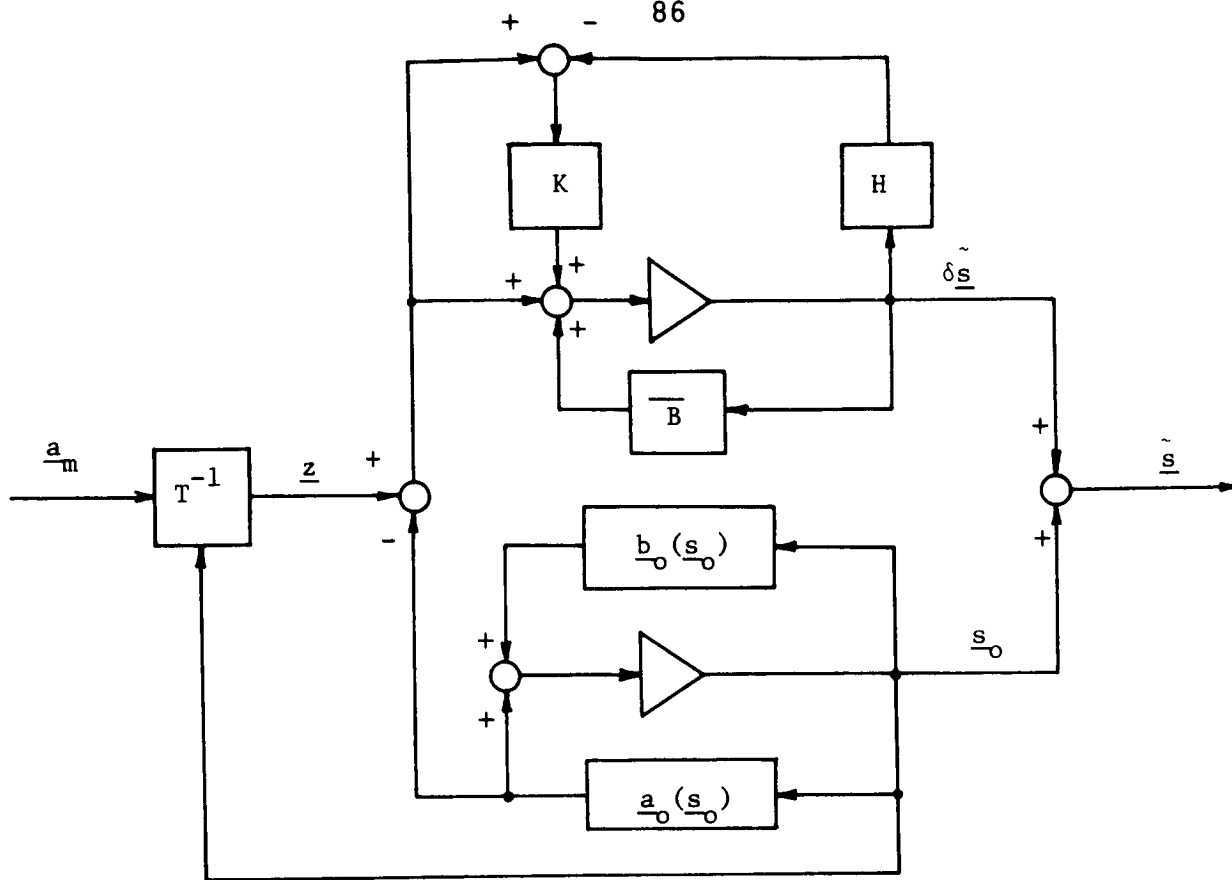 86
+ -
K
H
+
+
+
δs̃
B̄
+
a_m
T^-1
z
+
-
b_o(s_o)
s̃
+
+
s_o
+
a_o(s_o)